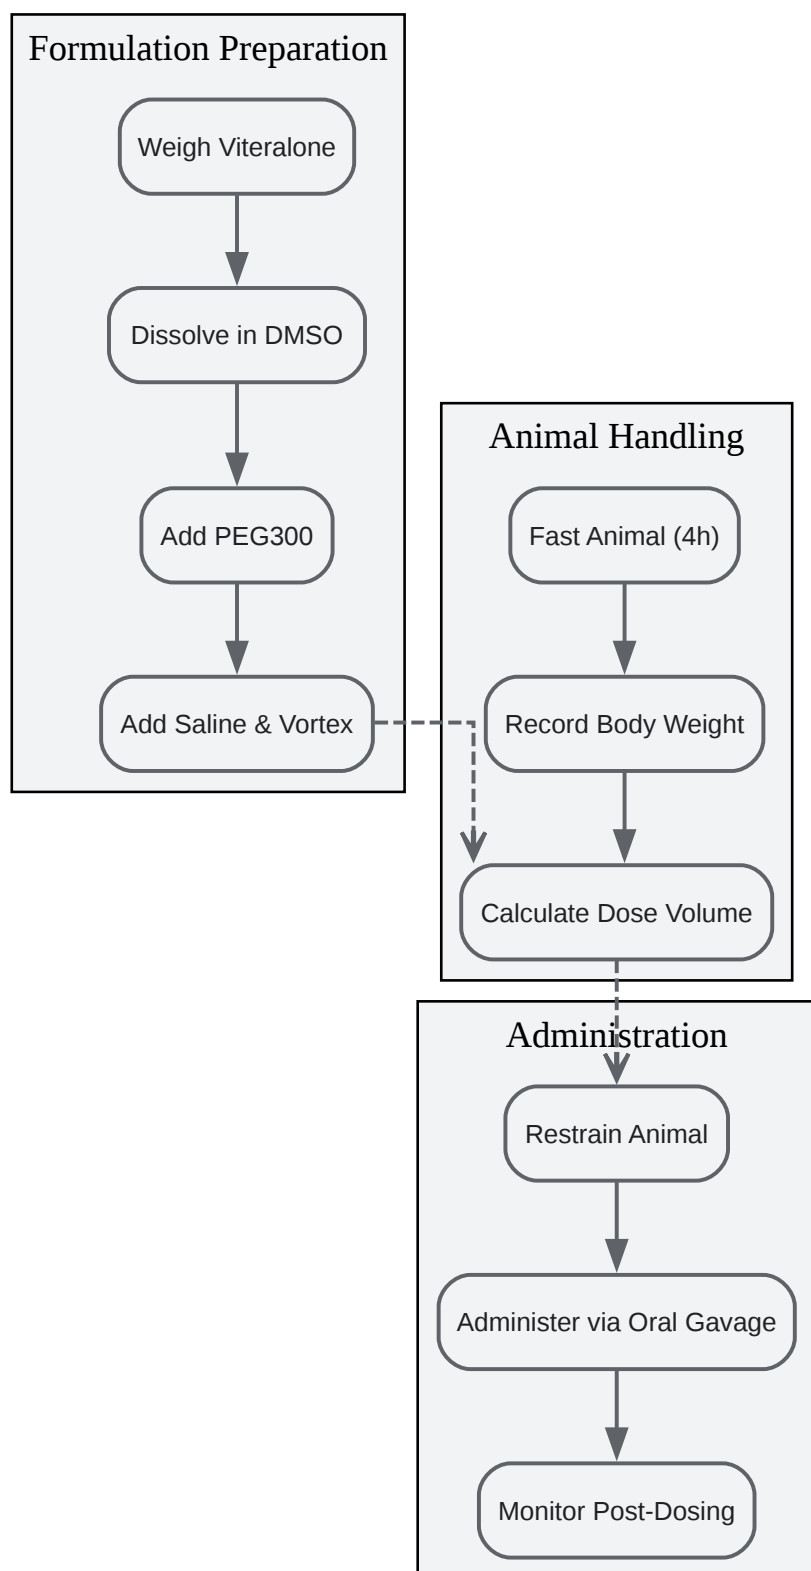 Formulation Preparation
Weigh Viteralone
Dissolve in DMSO
Add PEG300
Add Saline & Vortex
Animal Handling
Fast Animal (4h)
Record Body Weight
Calculate Dose Volume
Administration
Restrain Animal
Administer via Oral Gavage
Monitor Post-Dosing